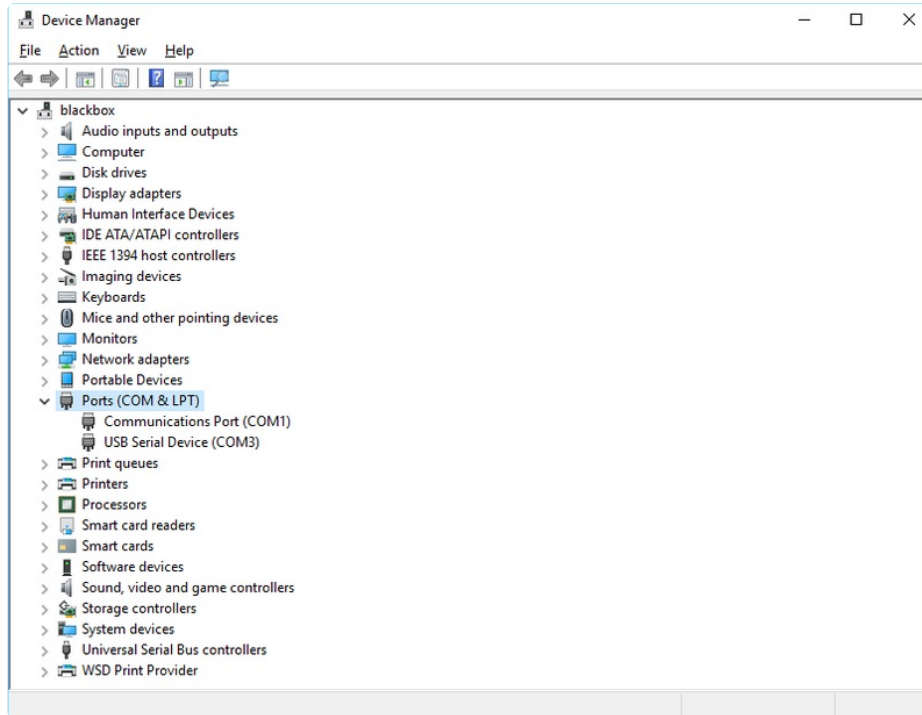 Device Manager
File Action View Help
blackbox
Audio inputs and outputs
Computer
Disk drives
Display adapters
Human Interface Devices
IDE ATA/ATAPI controllers
IEEE 1394 host controllers
Imaging devices
Keyboards
Mice and other pointing devices
Monitors
Network adapters
Portable Devices
Ports (COM & LPT)
Communications Port (COM1)
USB Serial Device (COM3)
Print queues
Printers
Processors
Smart card readers
Smart cards
Software devices
Sound, video and game controllers
Storage controllers
System devices
Universal Serial Bus controllers
WSD Print Provider